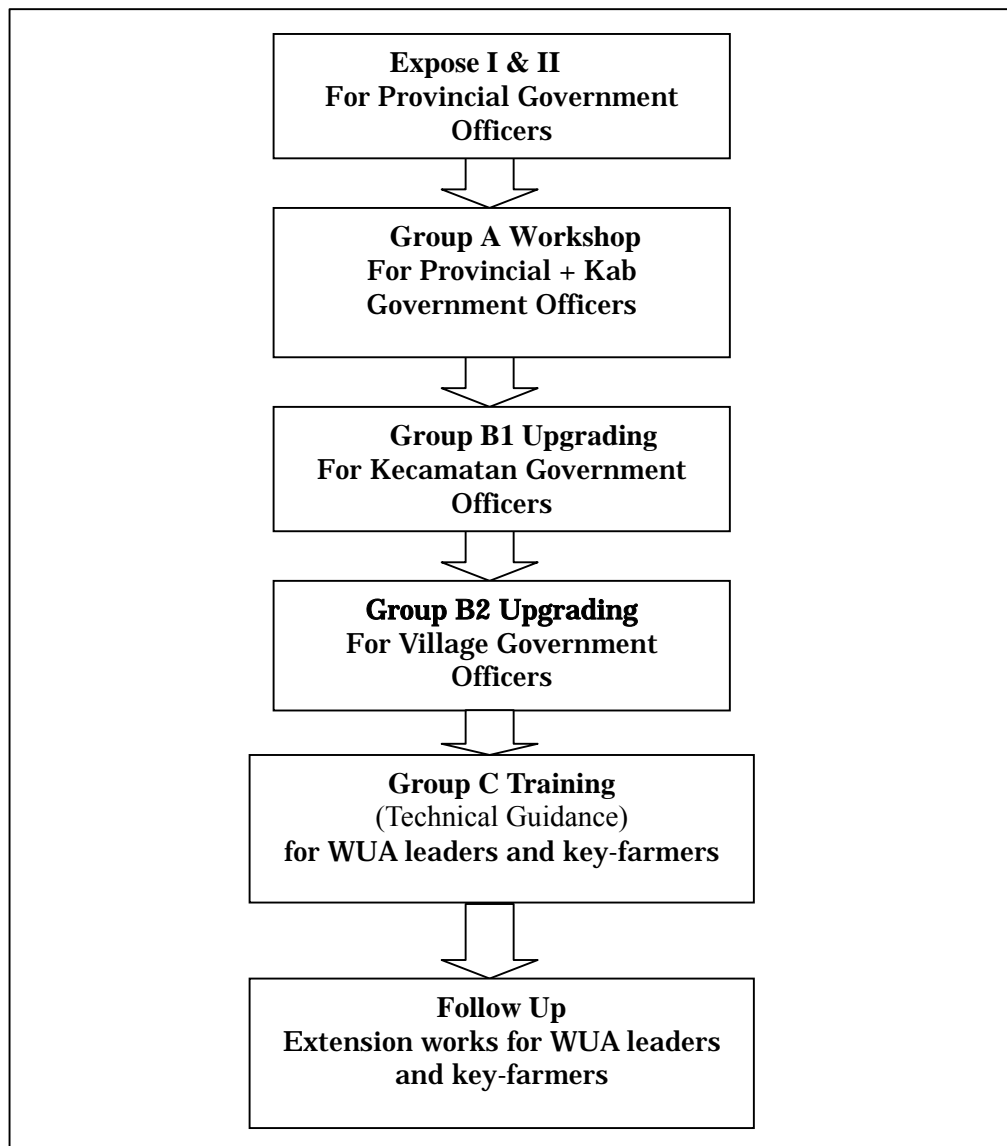 Expose I & II
For Provincial Government
Officers
Group A Workshop
For Provincial + Kab
Government Officers
Group B1 Upgrading
For Kecamatan Government
Officers
Group B2 Upgrading
For Village Government
Officers
Group C Training
(Technical Guidance)
for WUA leaders and key-farmers
Follow Up
Extension works for WUA leaders
and key-farmers